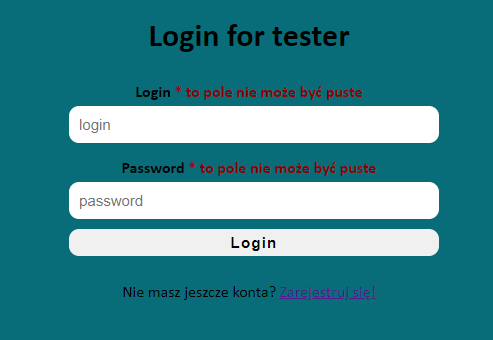 Login for tester
Login * to pole nie może być puste
login
Password * to pole nie może być puste
password
Login
Nie masz jeszcze konta? Zarejestruj się!